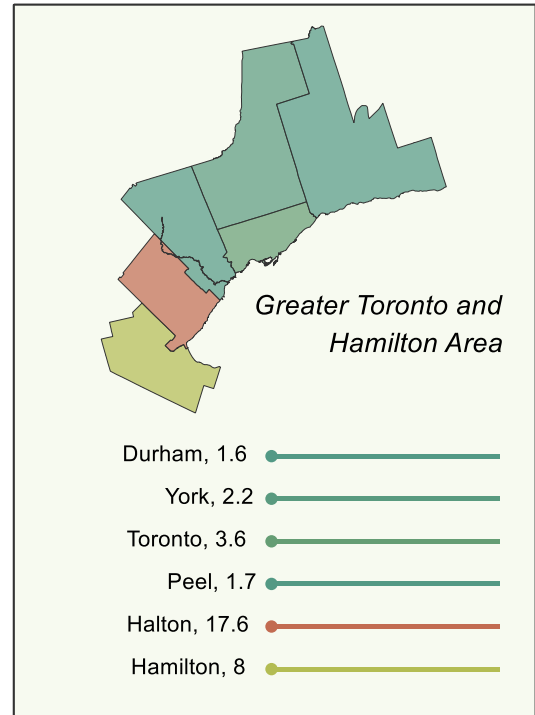 Greater Toronto and
Hamilton Area
Durham, 1.6
York, 2.2
Toronto, 3.6
Peel, 1.7
Halton, 17.6
Hamilton, 8